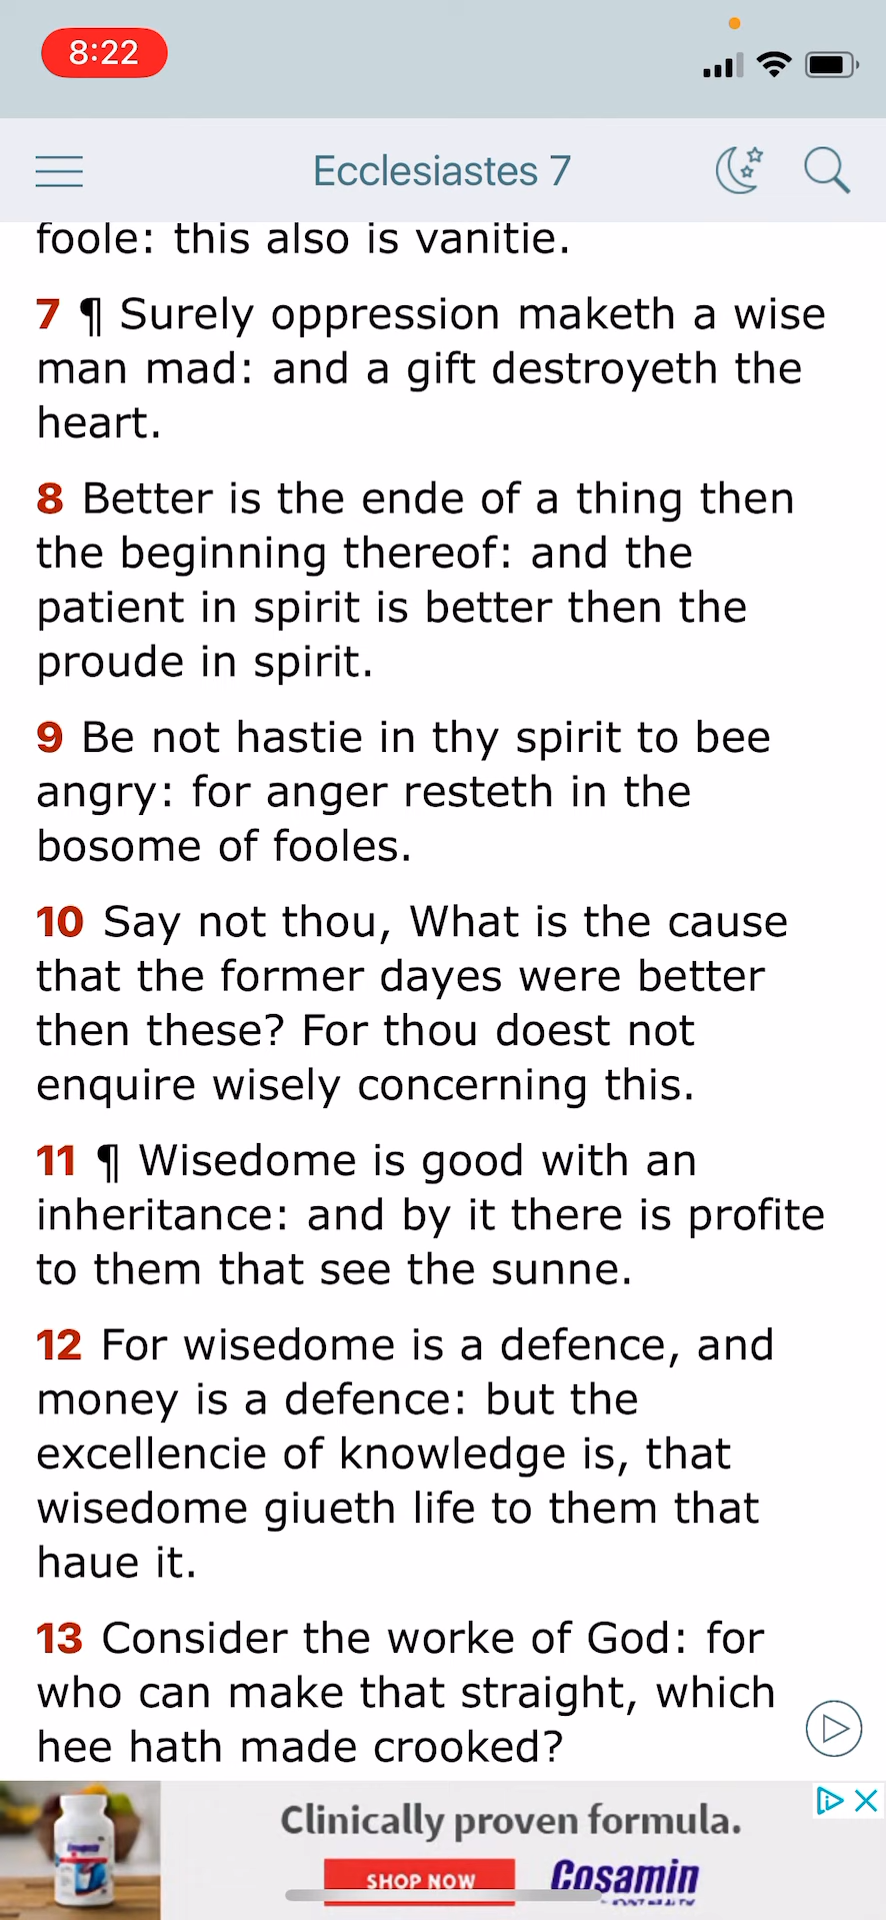 8:22
Ecclesiastes 7
foole: this also is vanitie.
7 ¶ Surely oppression maketh a wise
man mad: and a gift destroyeth the
heart.
8 Better is the ende of a thing then
the beginning thereof: and the
patient in spirit is better then the
proude in spirit.
9 Be not hastie in thy spirit to bee
angry: for anger resteth in the
bosome of fooles.
10 Say not thou, What is the cause
that the former dayes were better
then these? For thou doest not
enquire wisely concerning this.
11 ¶ Wisedome is good with an
inheritance: and by it there is profite
to them that see the sunne.
12 For wisedome is a defence, and
money is a defence: but the
excellencie of knowledge is, that
wisedome giueth life to them that
haue it.
13 Consider the worke of God: for
who can make that straight, which
hee hath made crooked?
Clinically proven formula.
SHOP NOW
Cosamin